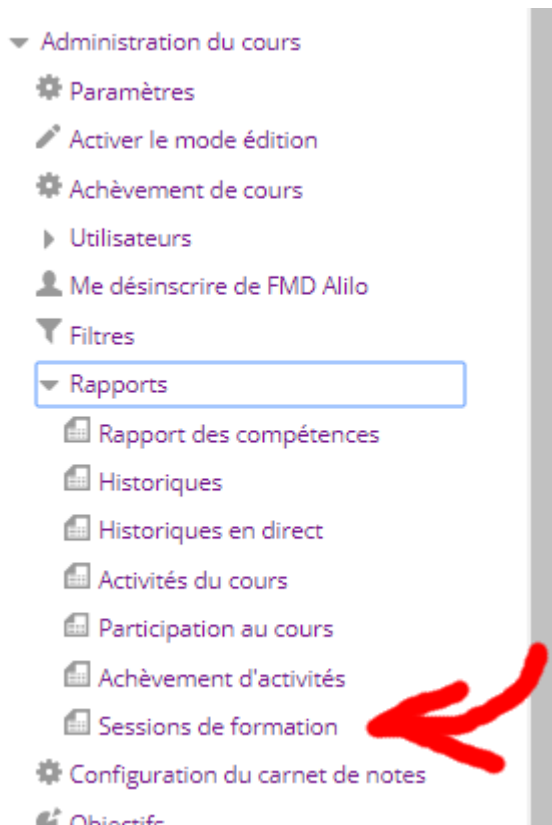 Administration du cours
Paramètres
Activer le mode édition
Achèvement de cours
Utilisateurs
Me désinscrire de FMD Alilo
Filtres
Rapports
Rapport des compétences
Historiques
Historiques en direct
Activités du cours
Participation au cours
Achèvement d'activités
Sessions de formation
Configuration du carnet de notes
Objectifs